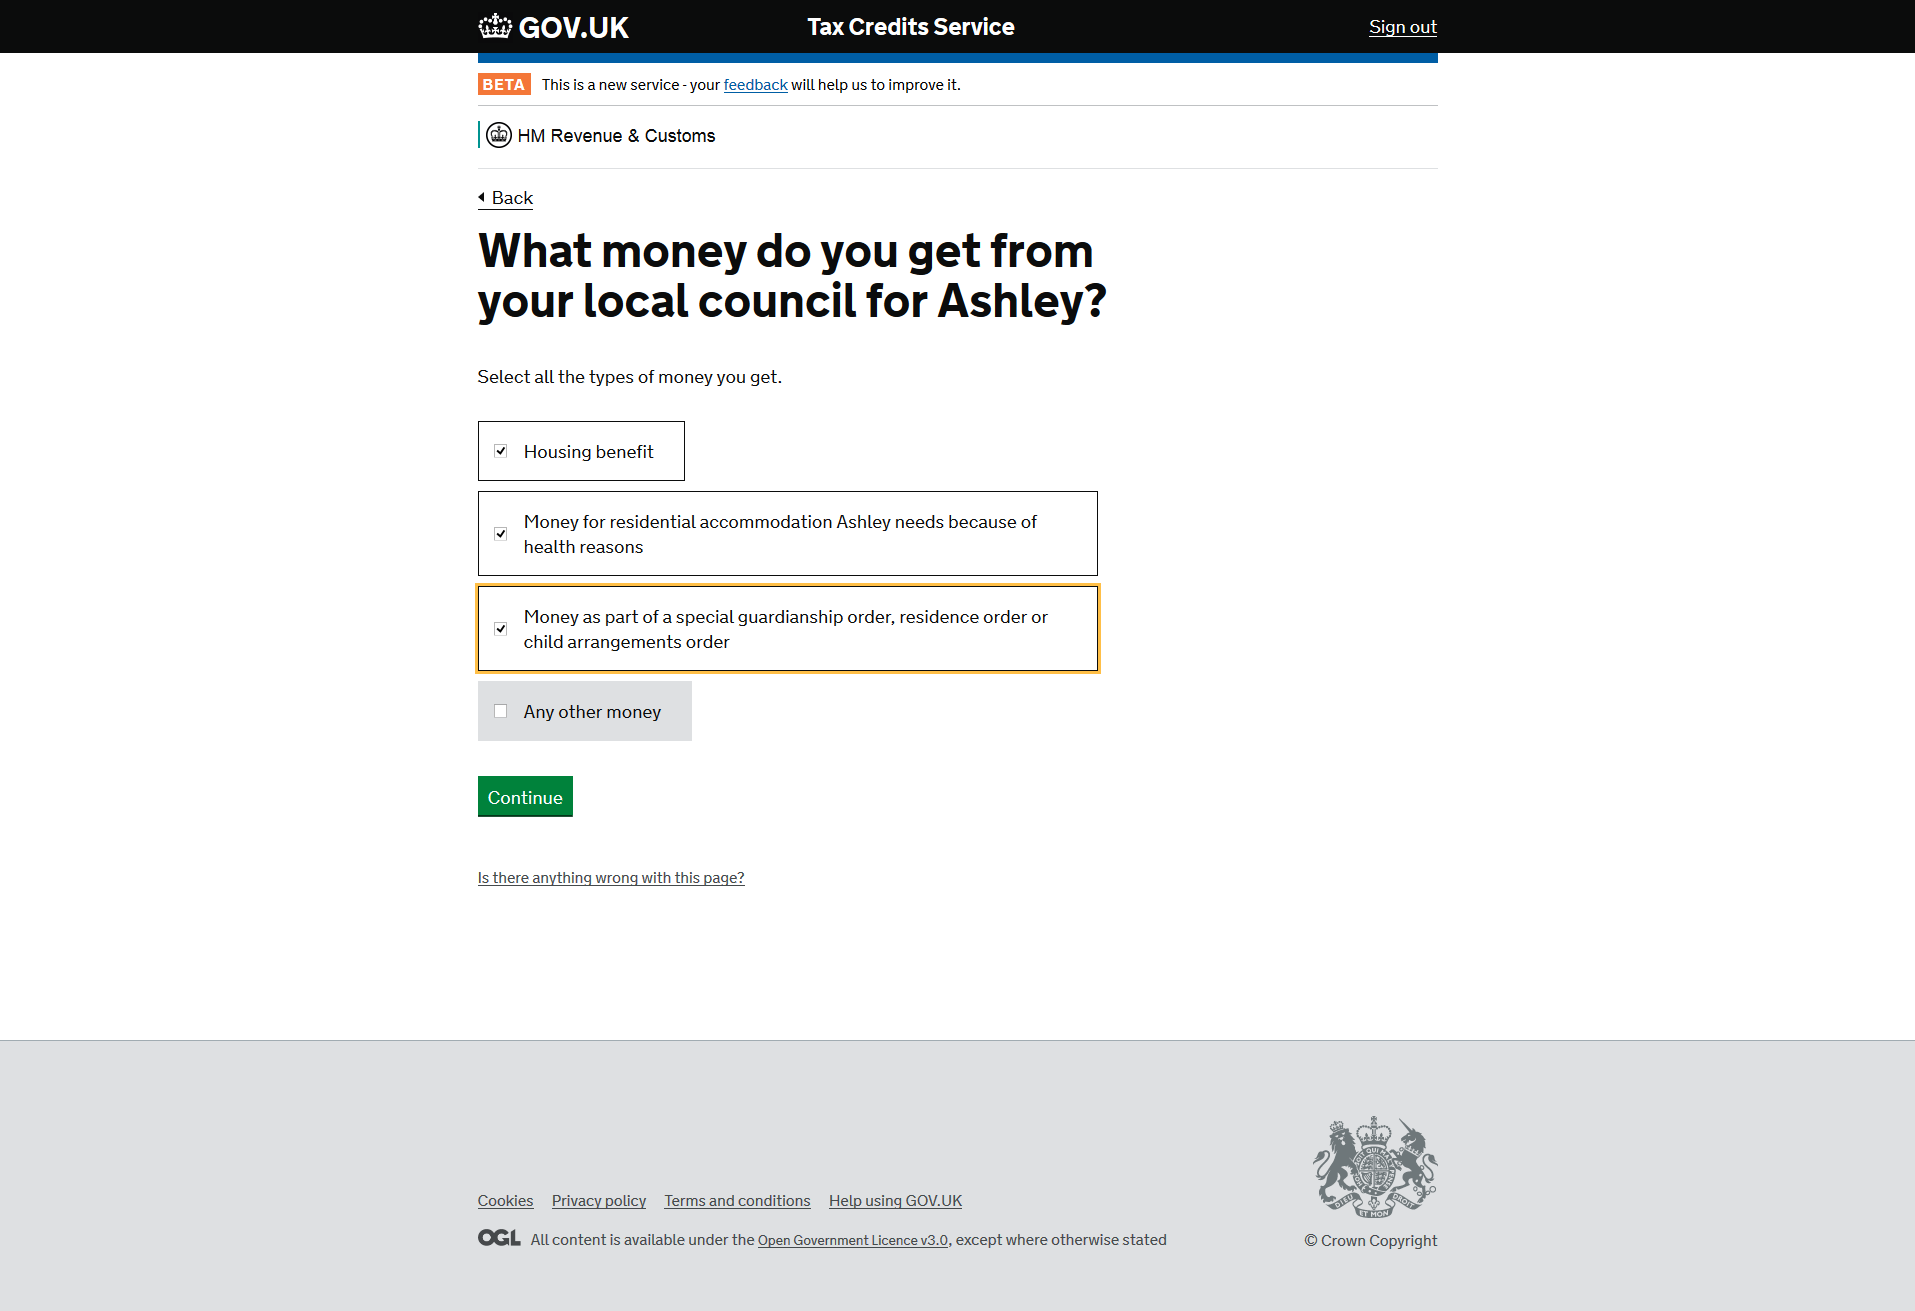 GOV.UK
Tax Credits Service
Sign out
BETA
This is a new service - your feedback will help us to improve it.
HM Revenue & Customs
Back
What money do you get from
your local council for Ashley?
Select all the types of money you get.
Housing benefit
Money for residential accommodation Ashley needs because of
health reasons
Money as part of a special guardianship order, residence order or
child arrangements order
Any other money
Continue
Is there anything wrong with this page?
Cookies
Privacy policy
Terms and conditions
Help using GOV.UK
OGL
All content is available under the Open Government Licence v3.0, except where otherwise stated
DIEU
ET MON
DROIT
© Crown Copyright